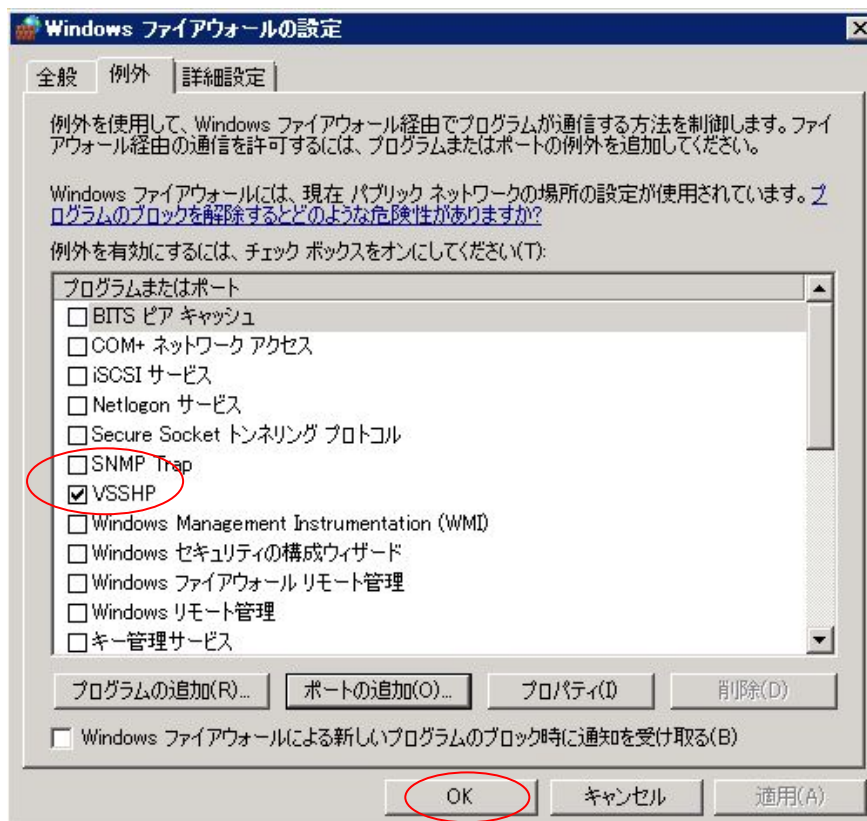 Windows ファイアウォールの設定
全般 例外 詳細設定
例外を使用して、Windows ファイアウォール経由でプログラムが通信する方法を制御します。ファイ
アウォール経由の通信を許可するには、プログラムまたはポートの例外を追加してください。
Windows ファイアウォールには、現在 パブリック ネットワークの場所の設定が使用されています。プ
ログラムのブロックを解除するとどのような危険性がありますか?
例外を有効にするには、チェック ボックスをオンにしてください(T):
プログラムまたはポート
BITS ピア キャッシュ
COM+ ネットワーク アクセス
iSCSI サービス
Netlogon サービス
Secure Socket トンネリング プロトコル
SNMP Trap
VSSHP
Windows Management Instrumentation (WMI)
Windows セキュリティの構成ウィザード
Windows ファイアウォール リモート管理
Windows リモート管理
キー管理サービス
プログラムの追加(R)... ポートの追加(O)... プロパティ(I) 削除(D)
Windows ファイアウォールによる新しいプログラムのブロック時に通知を受け取る(B)
OK キャンセル 適用(A)